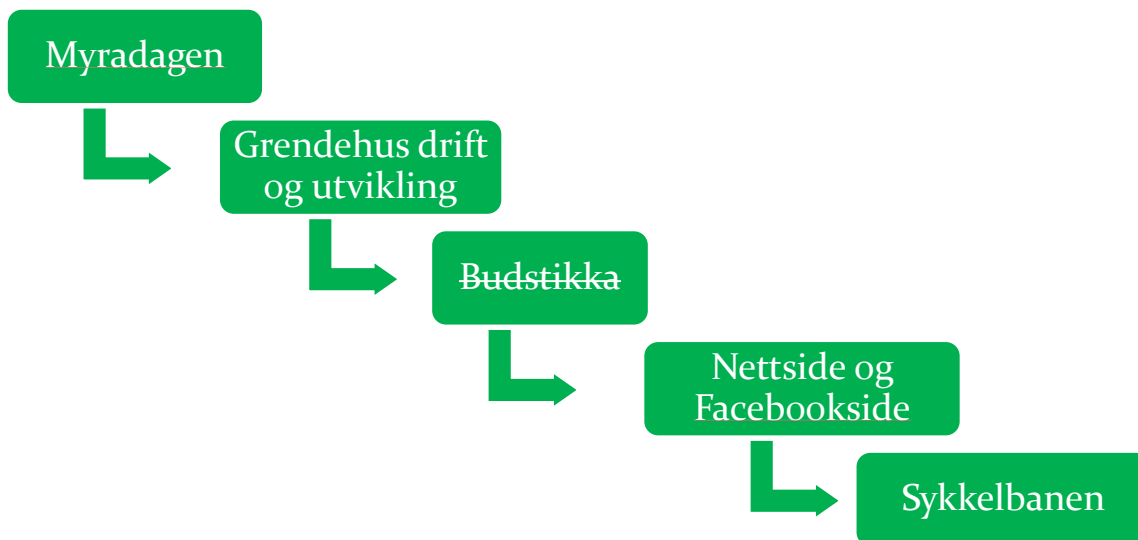 Myradagen
Grendehus drift
og utvikling
Budstikka
Nettside og
Facebookside
Sykkelbanen